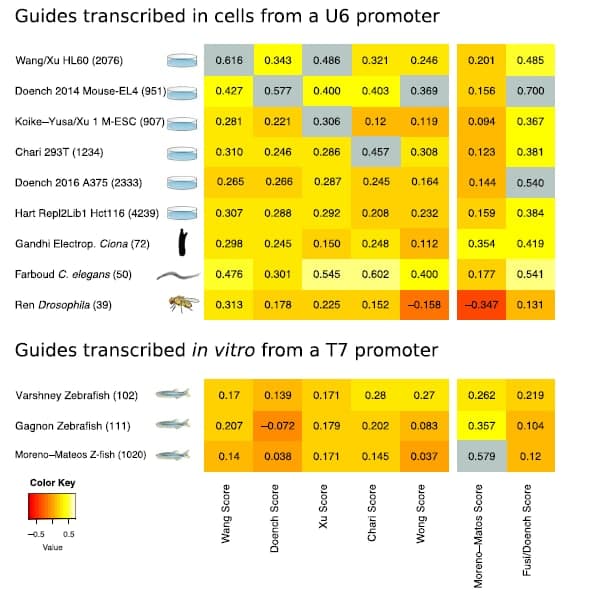 Guides transcribed in cells from a U6 promoter
Wang/Xu HL60 (2076) 0.616 0.343 0.486 0.321 0.246 0.201 0.485
Doench 2014 Mouse-EL4 (951) 0.427 0.577 0.400 0.403 0.369 0.156 0.700
Koike–Yusa/Xu 1 M-ESC (907) 0.281 0.221 0.306 0.12 0.119 0.094 0.367
Chari 293T (1234) 0.310 0.246 0.286 0.457 0.308 0.123 0.381
Doench 2016 A375 (2333) 0.265 0.266 0.287 0.245 0.164 0.144 0.540
Hart Repl2Lib1 Hct116 (4239) 0.307 0.288 0.292 0.208 0.232 0.159 0.384
Gandhi Electrop. Ciona (72) 0.298 0.245 0.150 0.248 0.112 0.354 0.419
Farboud C. elegans (50) 0.476 0.301 0.545 0.602 0.400 0.177 0.541
Ren Drosophila (39) 0.313 0.178 0.225 0.152 –0.158 –0.347 0.131
Guides transcribed in vitro from a T7 promoter
Varshney Zebrafish (102) 0.17 0.139 0.171 0.28 0.27 0.262 0.219
Gagnon Zebrafish (111) 0.207 –0.072 0.179 0.202 0.083 0.357 0.104
Moreno–Mateos Z-fish (1020) 0.14 0.038 0.171 0.145 0.037 0.579 0.12
Wang Score
Doench Score
Xu Score
Chari Score
Wong Score
Moreno–Matos Score
Fusi/Doench Score
Color Key
–0.5 0.5
Value